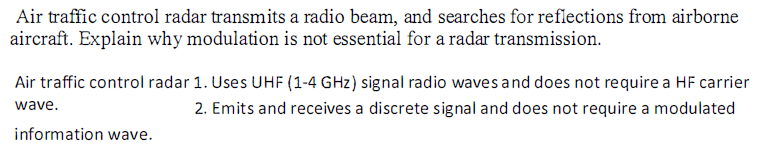 Air traffic control radar transmits a radio beam, and searches for reflections from airborne
aircraft. Explain why modulation is not essential for a radar transmission.
Air traffic control radar 1. Uses UHF (1-4 GHz) signal radio waves and does not require a HF carrier
wave. 2. Emits and receives a discrete signal and does not require a modulated
information wave.